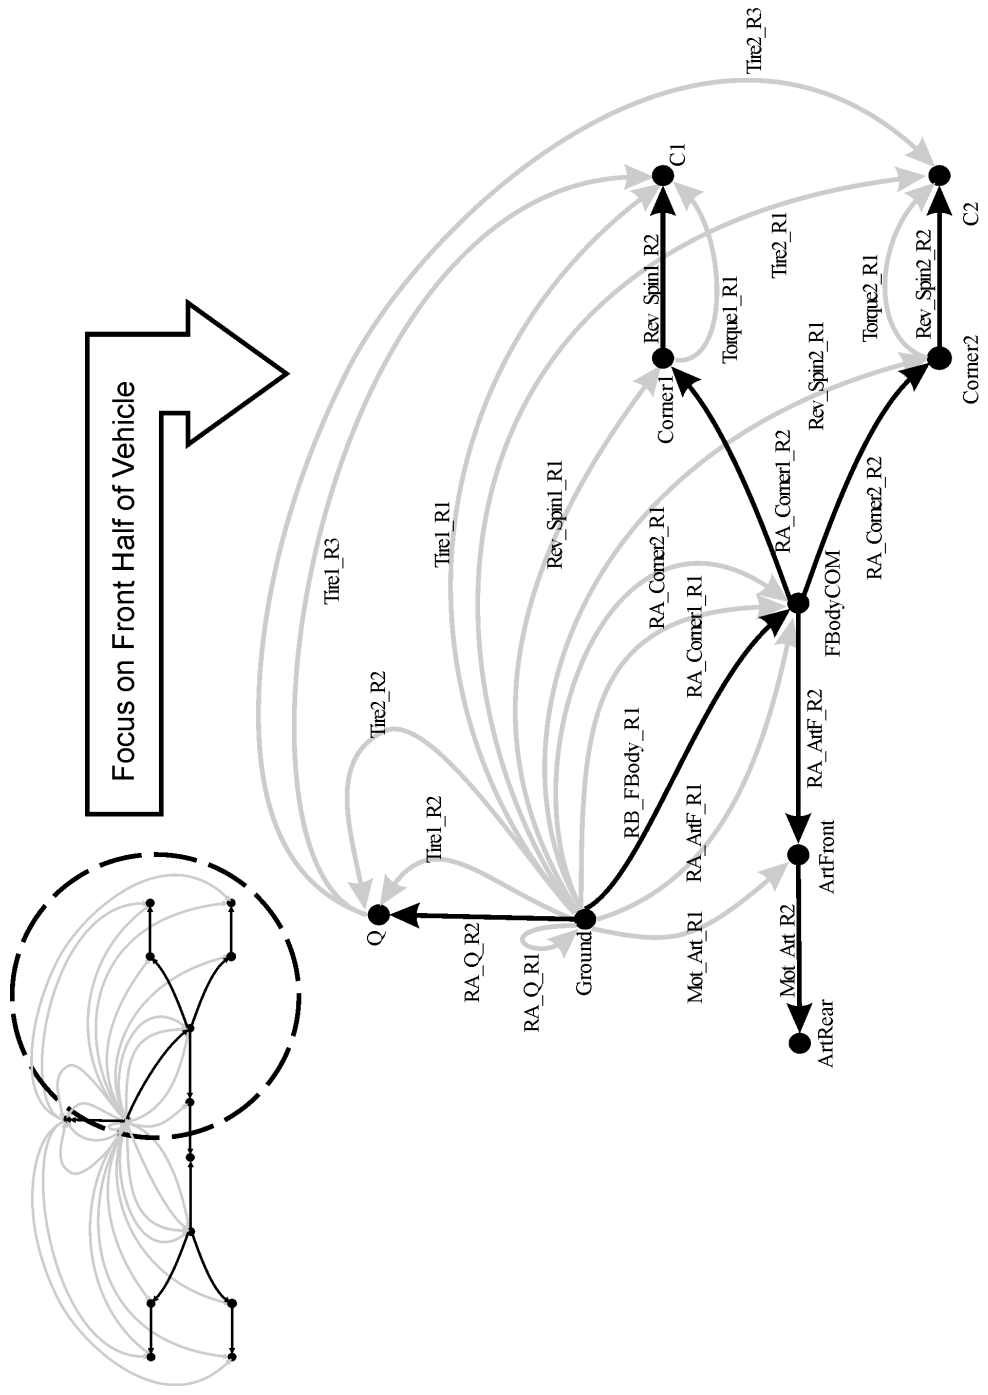 Focus on Front Half of Vehicle
Tire2_R3
C1
Rev_Spin1_R2
Tire2_R1
C2
Torque1_R1
Torque2_R1
Rev_Spin2_R2
Corner1
Rev_Spin2_R1
Corner2
Tire1_R3
Tire1_R1
Rev_Spin1_R1
RA_Corner1_R2
RA_Corner2_R2
RA_Corner2_R1
RA_Corner1_R1
FBodyCOM
Tire2_R2
RB_FBody_R1
RA_ArtF_R2
Tire1_R2
RA_ArtF_R1
ArtFront
Q
RA_Q_R2
RA_Q_R1
Ground
Mot_Art_R1
Mot_Art_R2
ArtRear